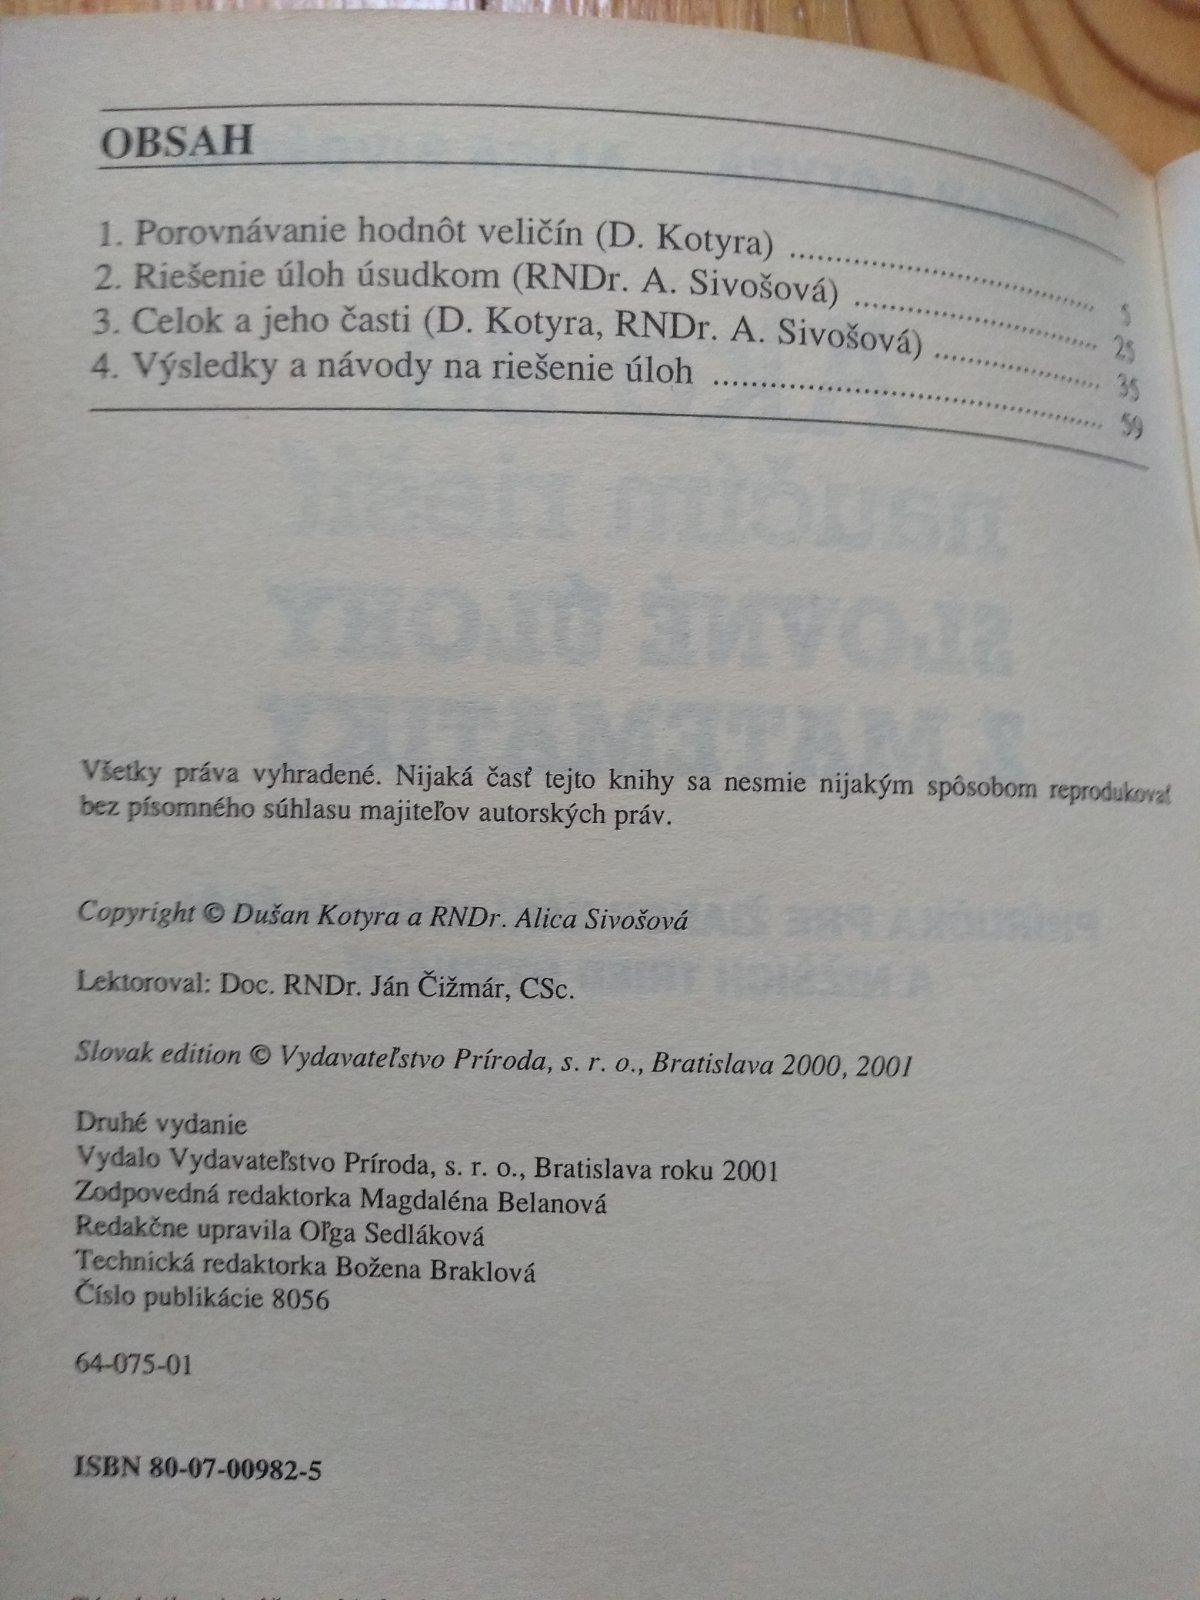 OBSAH
1. Porovnávanie hodnôt veličín (D. Kotyra) ........................................ 5
2. Riešenie úloh úsudkom (RNDr. A. Sivošová) ................................ 25
3. Celok a jeho časti (D. Kotyra, RNDr. A. Sivošová) ...................... 35
4. Výsledky a návody na riešenie úloh ................................................ 59
naučím riešiť
SLOVNÉ ÚLOHY
Z MATEMATIKY
Všetky práva vyhradené. Nijaká časť tejto knihy sa nesmie nijakým spôsobom reprodukovať
bez písomného súhlasu majiteľov autorských práv.
Copyright © Dušan Kotyra a RNDr. Alica Sivošová
Lektoroval: Doc. RNDr. Ján Čižmár, CSc.
Slovak edition © Vydavateľstvo Príroda, s. r. o., Bratislava 2000, 2001
Druhé vydanie
Vydalo Vydavateľstvo Príroda, s. r. o., Bratislava roku 2001
Zodpovedná redaktorka Magdaléna Belanová
Redakčne upravila Oľga Sedláková
Technická redaktorka Božena Braklová
Číslo publikácie 8056
64-075-01
ISBN 80-07-00982-5